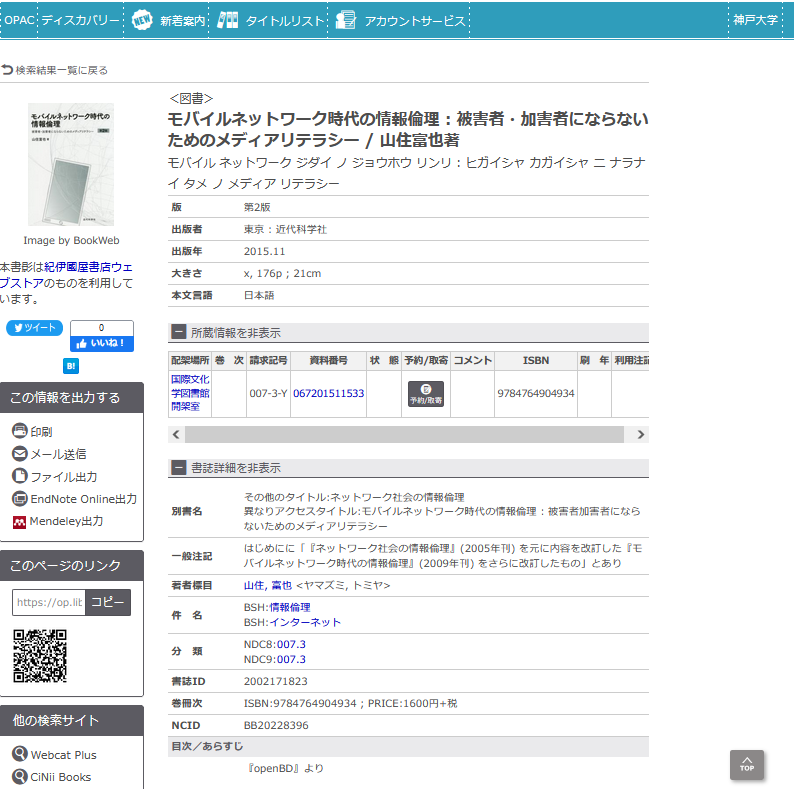 OPAC ディスカバリー NEW 新着案内 タイトルリスト アカウントサービス 神戸大学
検索結果一覧に戻る
モバイルネットワーク時代の
情報倫理
第2版
山住富也著
Image by BookWeb
本書影は紀伊國屋書店ウェ
ブストアのものを利用して
います。
ツイート
0
いいね！
B!
この情報を出力する
印刷
メール送信
ファイル出力
EndNote Online出力
Mendeley出力
このページのリンク
https://op.lib コピー
他の検索サイト
Webcat Plus
CiNii Books
＜図書＞
モバイルネットワーク時代の情報倫理 : 被害者・加害者にならない
ためのメディアリテラシー / 山住富也著
モバイル ネットワーク ジダイ ノ ジョウホウ リンリ : ヒガイシャ カガイシャ ニ ナラナ
イ タメ ノ メディア リテラシー
版 第2版
出版者 東京 : 近代科学社
出版年 2015.11
大きさ x, 176p ; 21cm
本文言語 日本語
所蔵情報を非表示
配架場所 巻　次 請求記号 資料番号 状　態 予約/取寄 コメント ISBN 刷　年 利用注記
国際文化
学図書館
開架室
007-3-Y 067201511533 予約/取寄 9784764904934
書誌詳細を非表示
別書名 その他のタイトル:ネットワーク社会の情報倫理
異なりアクセスタイトル:モバイルネットワーク時代の情報倫理 : 被害者加害者になら
ないためのメディアリテラシー
一般注記 はじめにに「『ネットワーク社会の情報倫理』(2005年刊) を元に内容を改訂した『モ
バイルネットワーク時代の情報倫理』(2009年刊) をさらに改訂したもの」とあり
著者標目 山住, 富也 <ヤマズミ, トミヤ>
件　名 BSH:情報倫理
BSH:インターネット
分　類 NDC8:007.3
NDC9:007.3
書誌ID 2002171823
巻冊次 ISBN:9784764904934 ; PRICE:1600円+税
NCID BB20228396
目次／あらすじ
『openBD』より
TOP